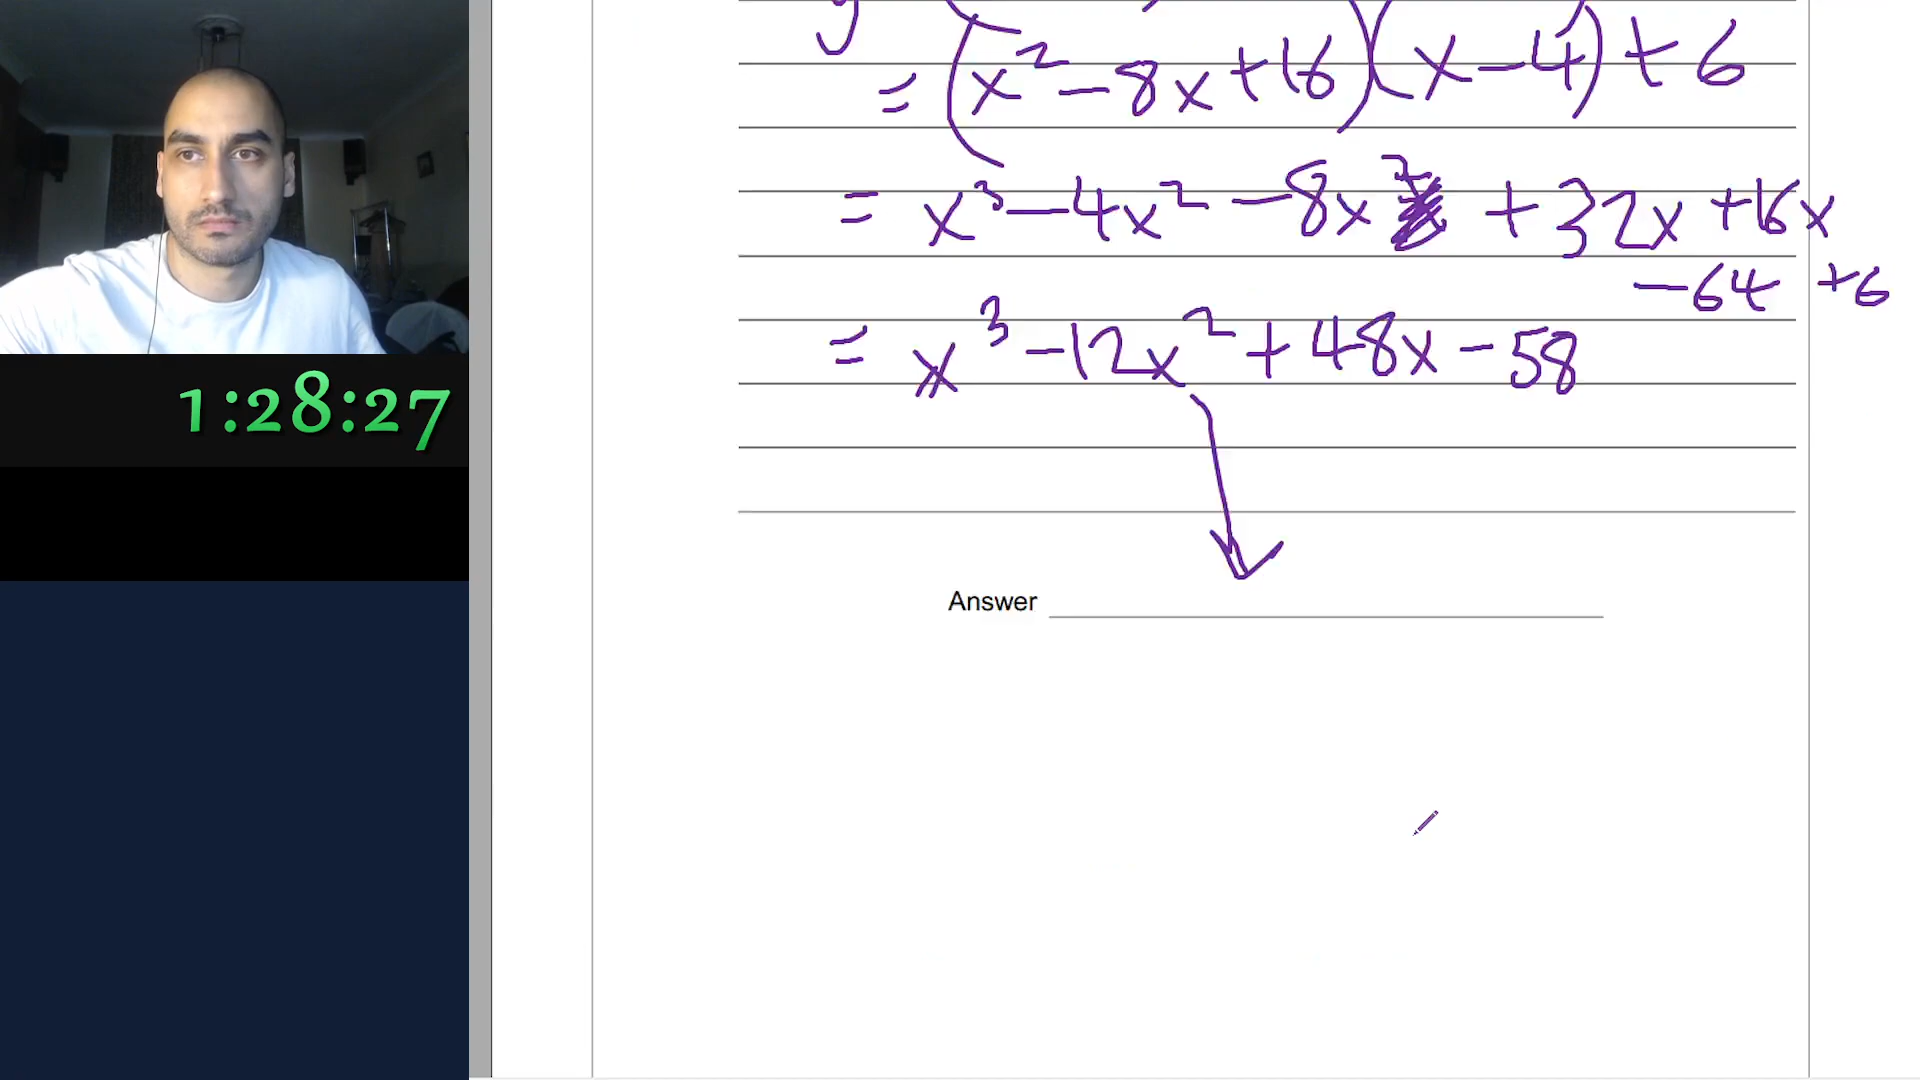 y
= (x² - 8x + 16)(x - 4) + 6
= x³ - 4x² - 8x² + 32x + 16x
- 64 + 6
= x³ - 12x² + 48x - 58
Answer
1:28:27